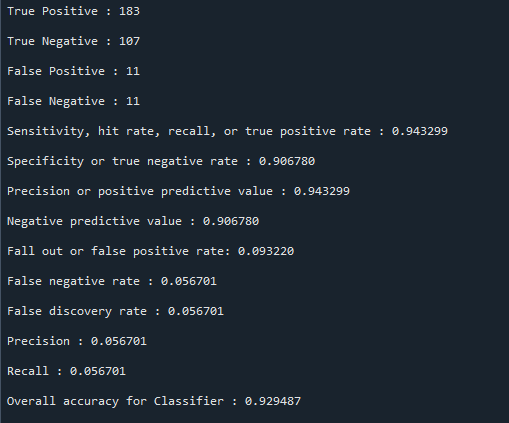 True Positive : 183
True Negative : 107
False Positive : 11
False Negative : 11
Sensitivity, hit rate, recall, or true positive rate : 0.943299
Specificity or true negative rate : 0.906780
Precision or positive predictive value : 0.943299
Negative predictive value : 0.906780
Fall out or false positive rate: 0.093220
False negative rate : 0.056701
False discovery rate : 0.056701
Precision : 0.056701
Recall : 0.056701
Overall accuracy for Classifier : 0.929487